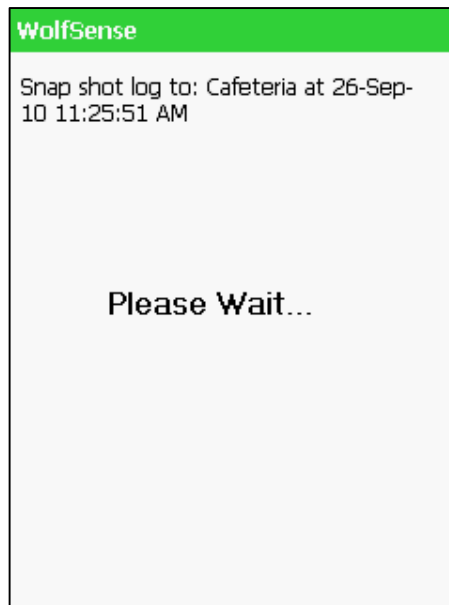 WolfSense
Snap shot log to: Cafeteria at 26-Sep-
10 11:25:51 AM
Please Wait...